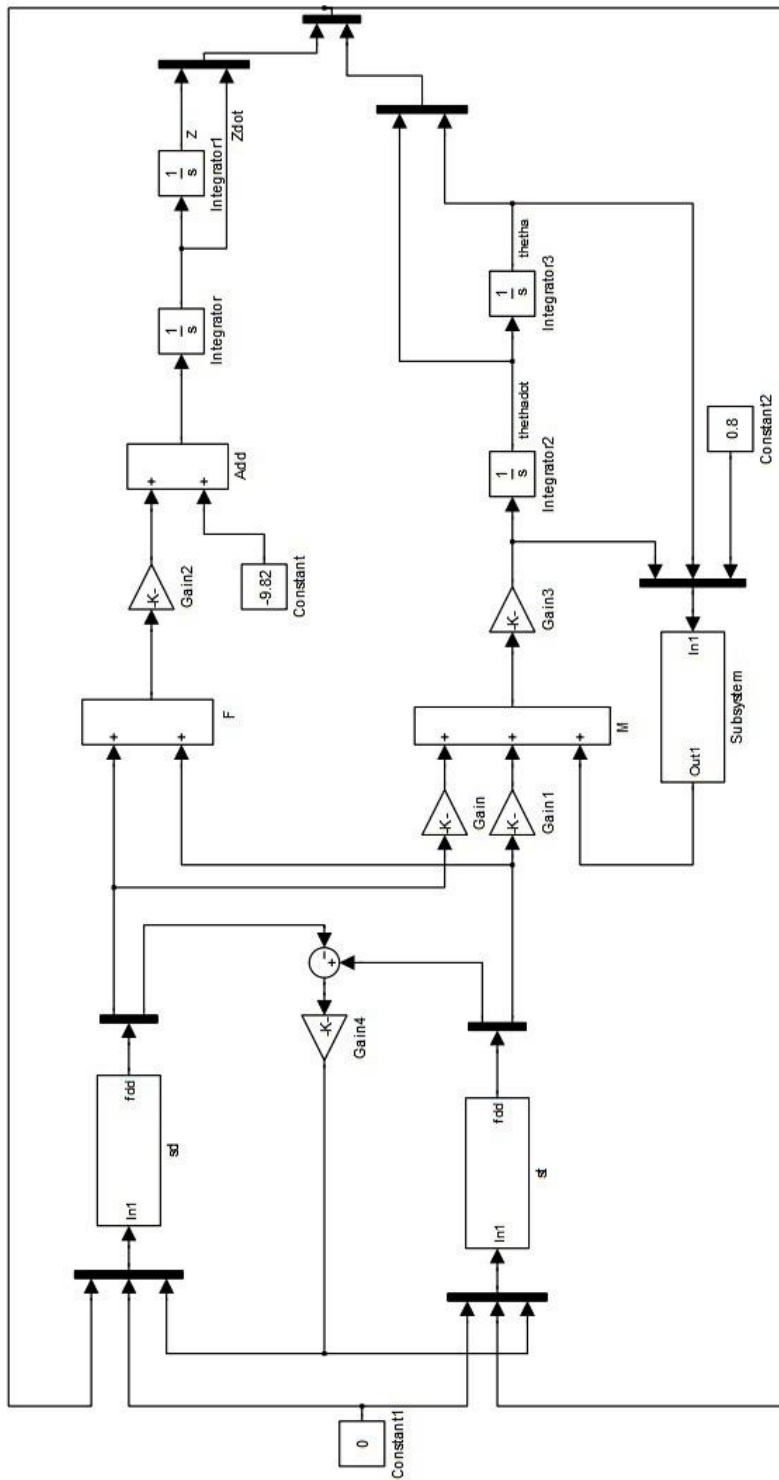 0
Constant1
In1
fdd
sd
In1
fdd
st
-
+
-K-
Gain4
+
+
F
-K-
Gain
-K-
Gain1
+
+
+
M
-K-
Gain2
-9.82
Constant
+
+
Add
1
s
Integrator
1
s
Integrator1
Z
Zdot
-K-
Gain3
1
s
Integrator2
thethadot
1
s
Integrator3
thetha
0.8
Constant2
In1
Out1
Subsystem